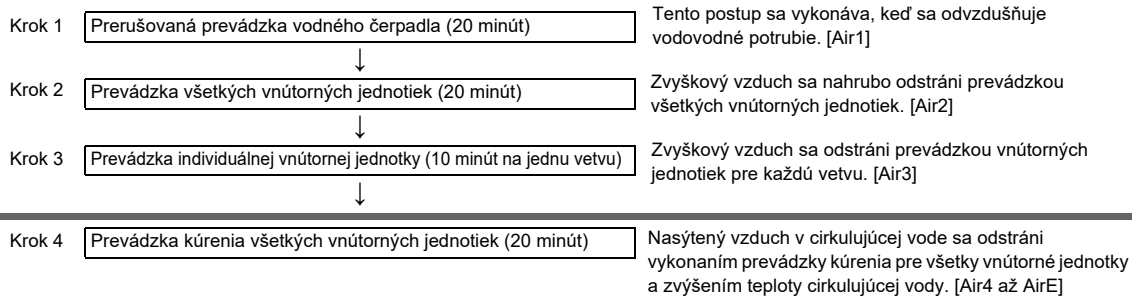 Krok 1 Prerušovaná prevádzka vodného čerpadla (20 minút) Tento postup sa vykonáva, keď sa odvzdušňuje
vodovodné potrubie. [Air1]
↓
Krok 2 Prevádzka všetkých vnútorných jednotiek (20 minút) Zvyškový vzduch sa nahrubo odstráni prevádzkou
všetkých vnútorných jednotiek. [Air2]
↓
Krok 3 Prevádzka individuálnej vnútornej jednotky (10 minút na jednu vetvu) Zvyškový vzduch sa odstráni prevádzkou vnútorných
jednotiek pre každú vetvu. [Air3]
↓
Krok 4 Prevádzka kúrenia všetkých vnútorných jednotiek (20 minút) Nasýtený vzduch v cirkulujúcej vode sa odstráni
vykonaním prevádzky kúrenia pre všetky vnútorné jednotky
a zvýšením teploty cirkulujúcej vody. [Air4 až AirE]